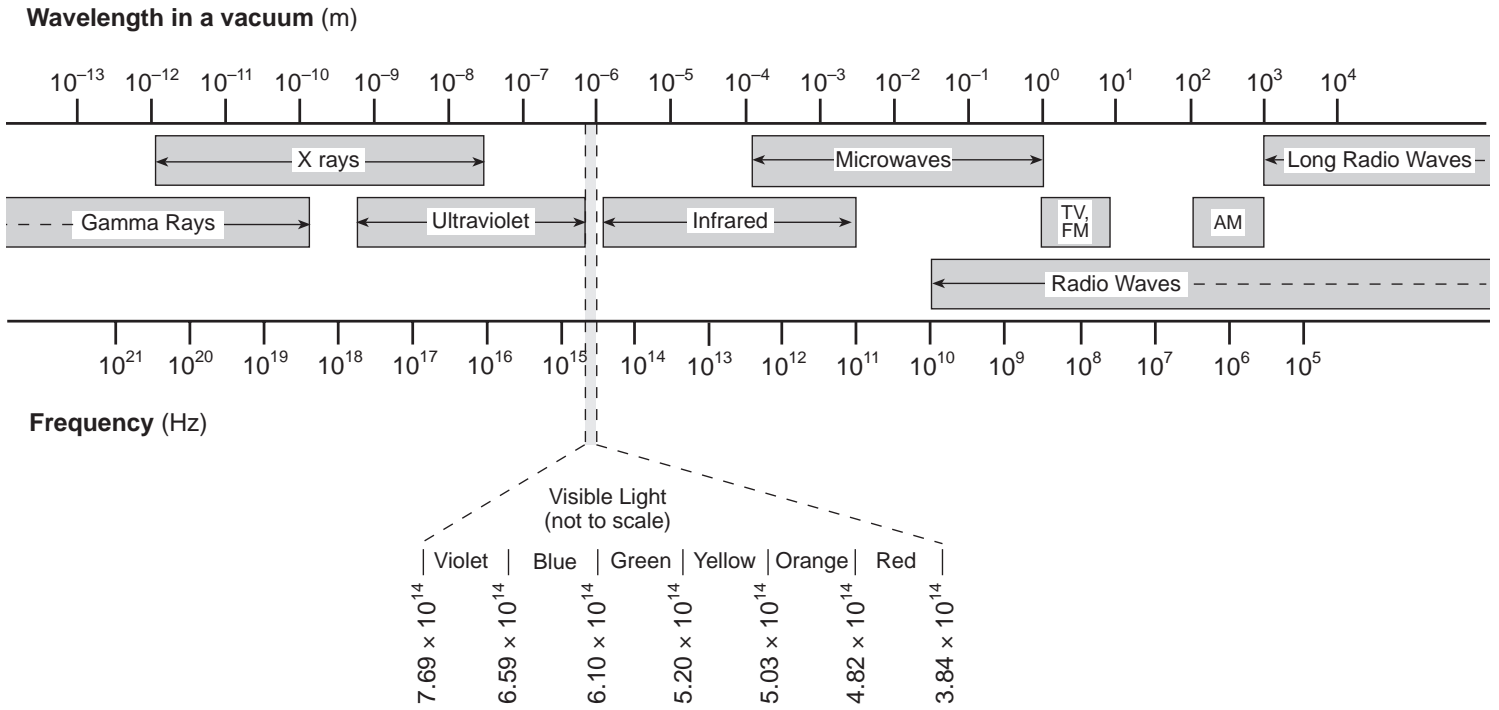 Wavelength in a vacuum (m)
10⁻¹³ 10⁻¹² 10⁻¹¹ 10⁻¹⁰ 10⁻⁹ 10⁻⁸ 10⁻⁷ 10⁻⁶ 10⁻⁵ 10⁻⁴ 10⁻³ 10⁻² 10⁻¹ 10⁰ 10¹ 10² 10³ 10⁴
X rays Microwaves Long Radio Waves
Gamma Rays Ultraviolet Infrared TV, AM
FM
Radio Waves
10²¹ 10²⁰ 10¹⁹ 10¹⁸ 10¹⁷ 10¹⁶ 10¹⁵ 10¹⁴ 10¹³ 10¹² 10¹¹ 10¹⁰ 10⁹ 10⁸ 10⁷ 10⁶ 10⁵
Frequency (Hz)
Visible Light
(not to scale)
Violet Blue Green Yellow Orange Red
7.69 × 10¹⁴
6.59 × 10¹⁴
6.10 × 10¹⁴
5.20 × 10¹⁴
5.03 × 10¹⁴
4.82 × 10¹⁴
3.84 × 10¹⁴